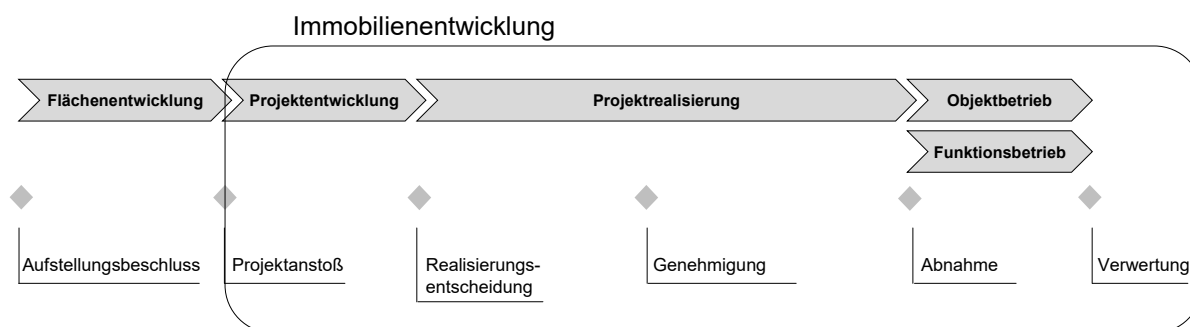 Immobilienentwicklung
Flächenentwicklung
Projektentwicklung
Projektrealisierung
Objektbetrieb
Funktionsbetrieb
Aufstellungsbeschluss
Projektanstoß
Realisierungs-
entscheidung
Genehmigung
Abnahme
Verwertung